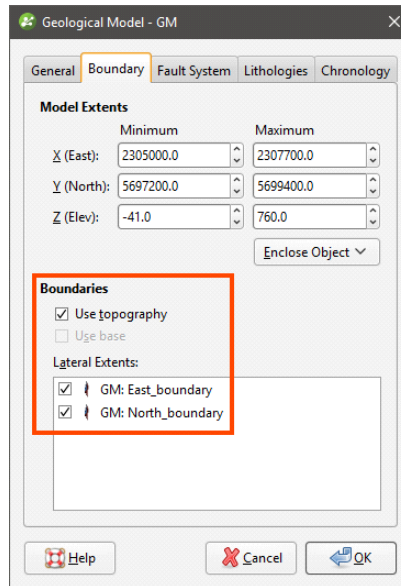 Geological Model - GM
General Boundary Fault System Lithologies Chronology
Model Extents
Minimum Maximum
X (East): 2305000.0 2307700.0
Y (North): 5697200.0 5699400.0
Z (Elev): -41.0 760.0
Enclose Object
Boundaries
Use topography
Use base
Lateral Extents:
GM: East_boundary
GM: North_boundary
Help Cancel OK